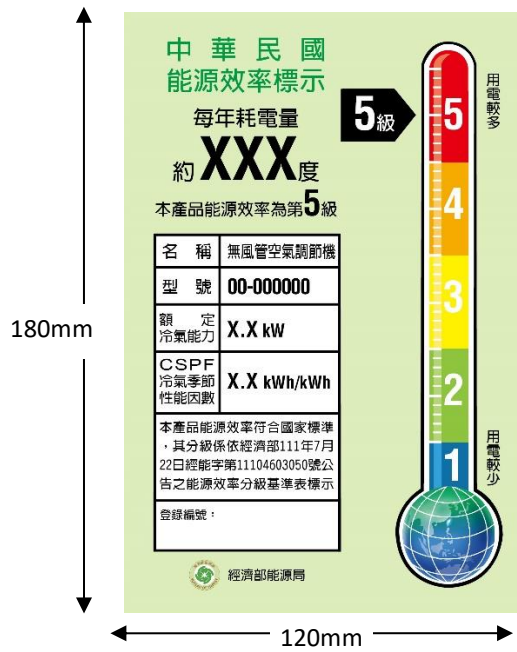 中華民國
能源效率標示
每年耗電量
約XXX度
本產品能源效率為第5級
名稱 無風管空氣調節機
型號 00-000000
額定
冷氣能力 X.X kW
CSPF
冷氣季節
性能因數 X.X kWh/kWh
本產品能源效率符合國家標準
，其分級係依經濟部111年7月
22日經能字第11104603050號公
告之能源效率分級基準表標示
登錄編號：
經濟部能源局
5級
用電較多
5
4
3
2
1
用電較少
180mm
120mm